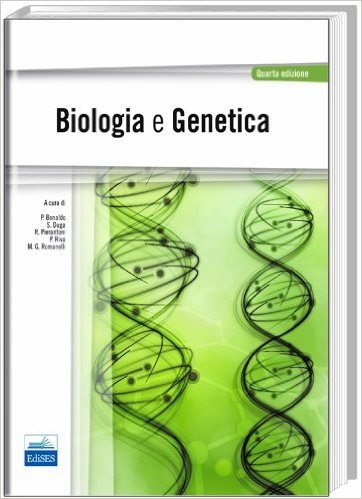 Quarta edizione
Biologia e Genetica
A cura di
P. Bonaldo
S. Duga
R. Pierantoni
P. Riva
M. G. Romanelli
EdiSES